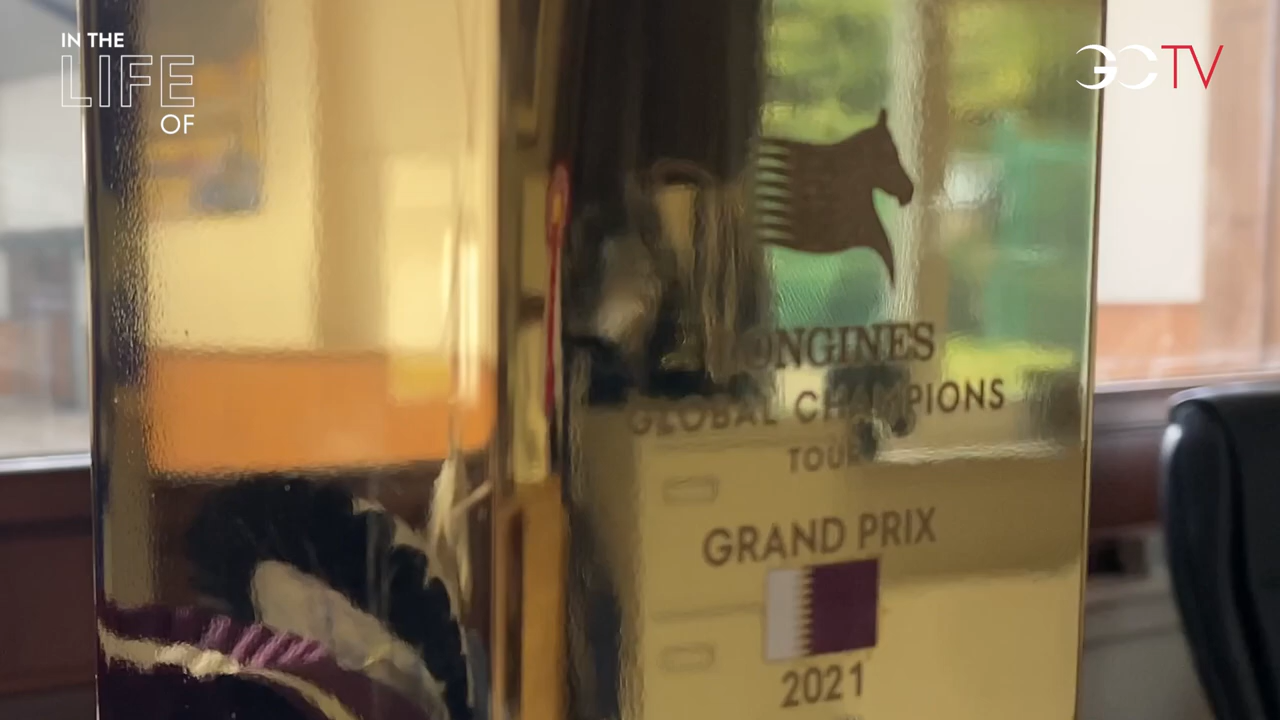 IN THE
LIFE
OF
GCTV
LONGINES
GLOBAL CHAMPIONS
TOUR
GRAND PRIX
2021